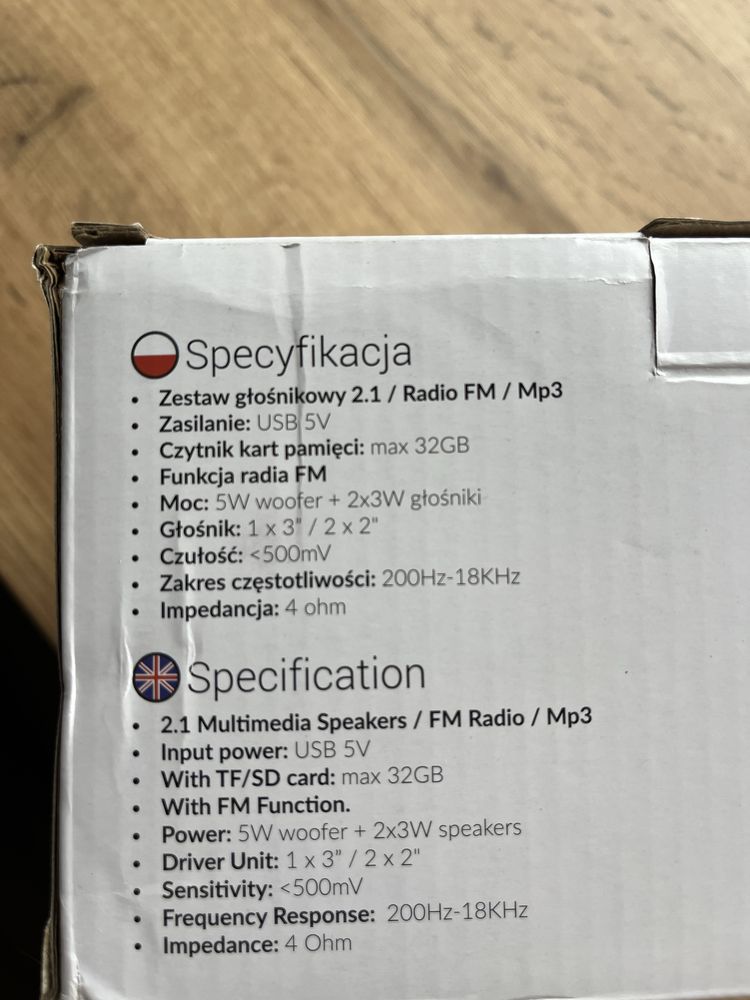 Specyfikacja
• Zestaw głośnikowy 2.1 / Radio FM / Mp3
• Zasilanie: USB 5V
• Czytnik kart pamięci: max 32GB
• Funkcja radia FM
• Moc: 5W woofer + 2x3W głośniki
• Głośnik: 1 x 3" / 2 x 2"
• Czułość: <500mV
• Zakres częstotliwości: 200Hz-18KHz
• Impedancja: 4 ohm
Specification
• 2.1 Multimedia Speakers / FM Radio / Mp3
• Input power: USB 5V
• With TF/SD card: max 32GB
• With FM Function.
• Power: 5W woofer + 2x3W speakers
• Driver Unit: 1 x 3" / 2 x 2"
• Sensitivity: <500mV
• Frequency Response: 200Hz-18KHz
• Impedance: 4 Ohm